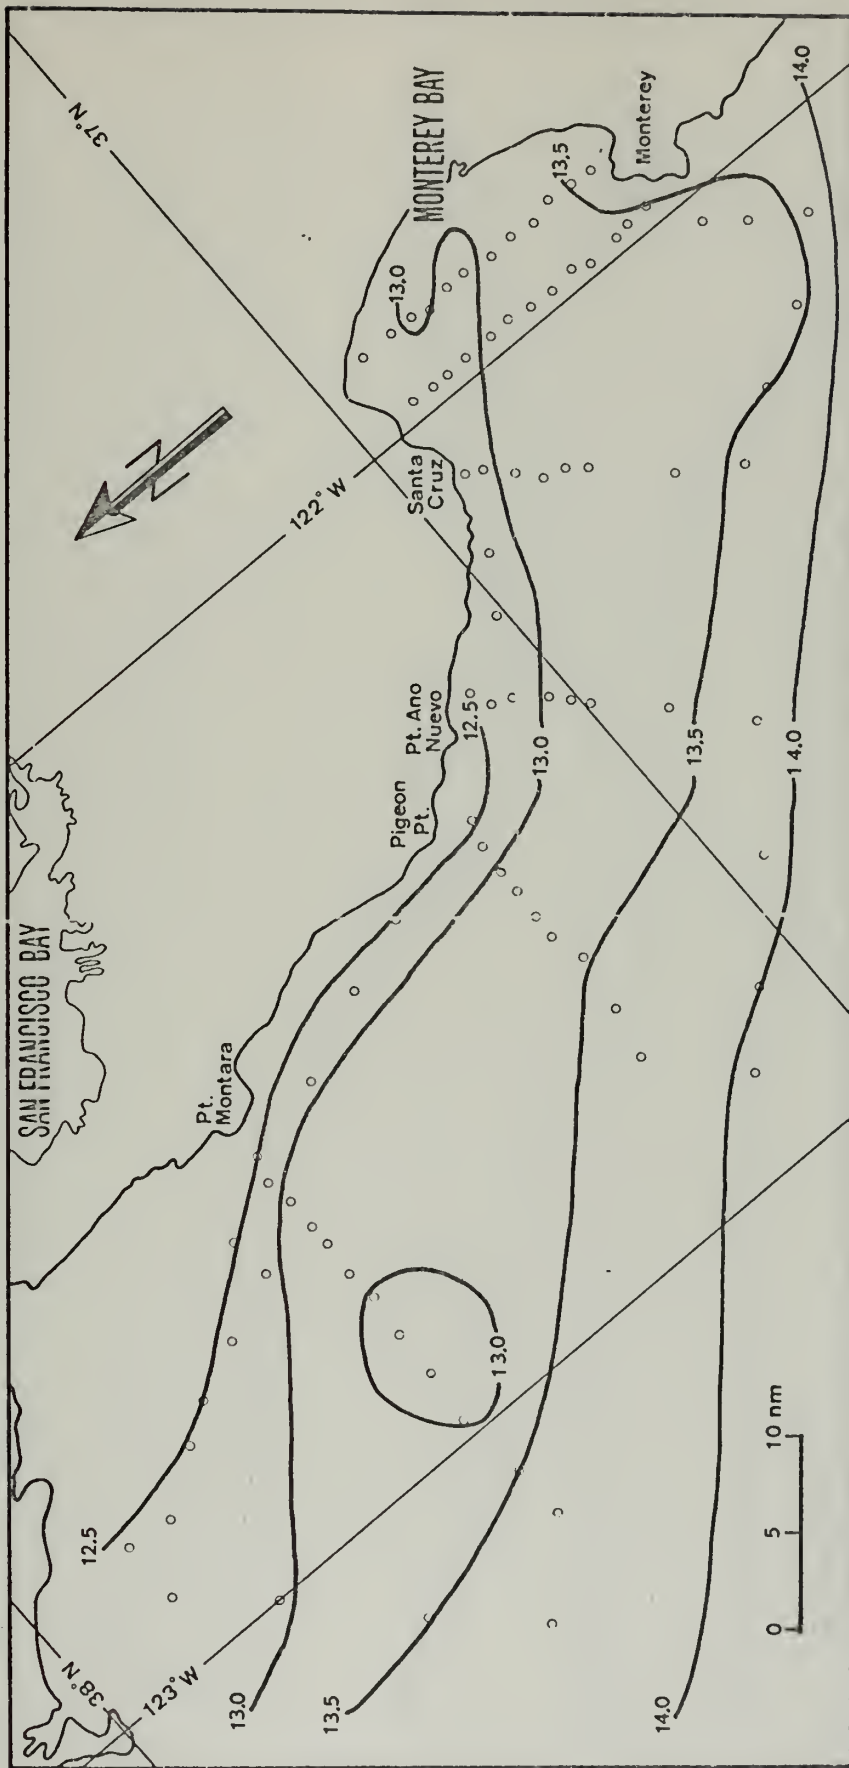 SAN FRANCISCO BAY
MONTEREY BAY
37°N
38°N
122° W
123° W
N
Pt.
Montara
Pigeon
Pt.
Pt. Ano
Nuevo
Santa
Cruz
Monterey
12.5
12.5
13.0
13.0
13.0
13.0
13.5
13.5
13.5
14.0
14.0
14.0
0 5 10 nm